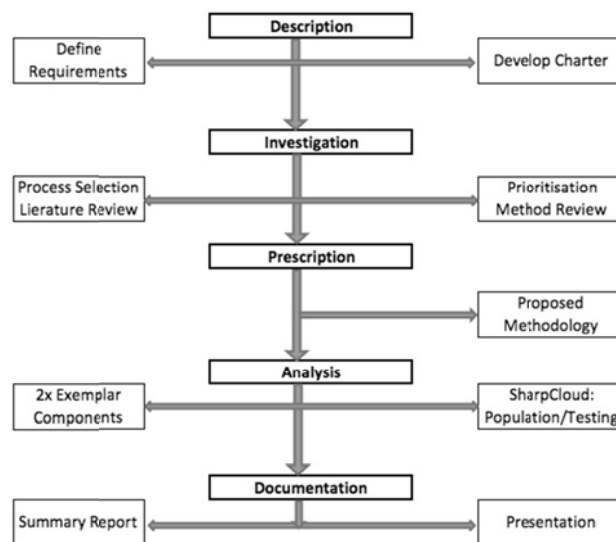 Description
Define
Requirements
Develop Charter
Investigation
Process Selection
Lierature Review
Prioritisation
Method Review
Prescription
Proposed
Methodology
Analysis
2x Exemplar
Components
SharpCloud:
Population/Testing
Documentation
Summary Report
Presentation